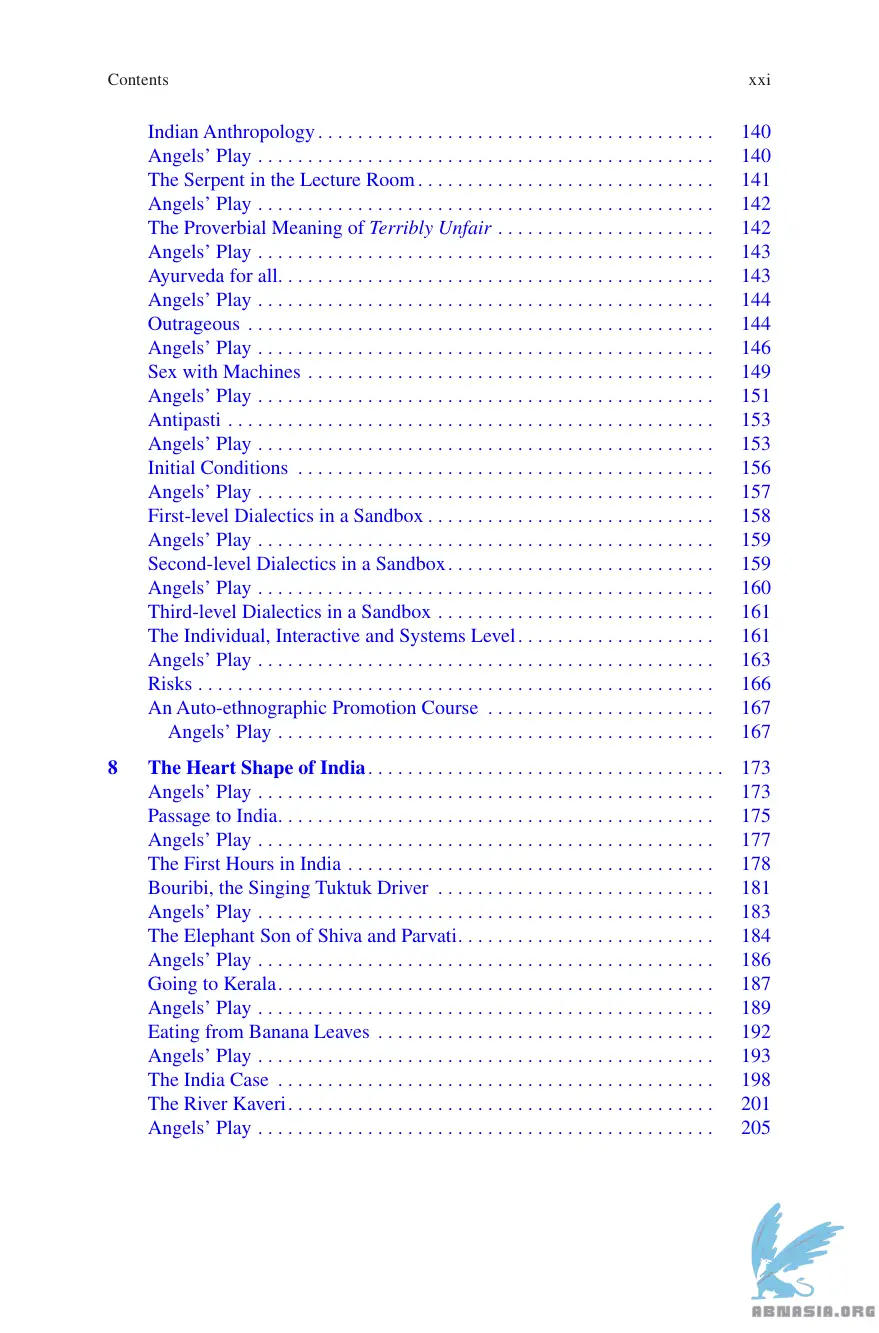 Contents xxi
Indian Anthropology . . . . . . . . . . . . . . . . . . . . . . . . . . . . . . . . . . . . . . . . 140
Angels’ Play . . . . . . . . . . . . . . . . . . . . . . . . . . . . . . . . . . . . . . . . . . . . . . 140
The Serpent in the Lecture Room . . . . . . . . . . . . . . . . . . . . . . . . . . . . . . 141
Angels’ Play . . . . . . . . . . . . . . . . . . . . . . . . . . . . . . . . . . . . . . . . . . . . . . 142
The Proverbial Meaning of Terribly Unfair . . . . . . . . . . . . . . . . . . . . . . 142
Angels’ Play . . . . . . . . . . . . . . . . . . . . . . . . . . . . . . . . . . . . . . . . . . . . . . 143
Ayurveda for all. . . . . . . . . . . . . . . . . . . . . . . . . . . . . . . . . . . . . . . . . . . . 143
Angels’ Play . . . . . . . . . . . . . . . . . . . . . . . . . . . . . . . . . . . . . . . . . . . . . . 144
Outrageous . . . . . . . . . . . . . . . . . . . . . . . . . . . . . . . . . . . . . . . . . . . . . . . 144
Angels’ Play . . . . . . . . . . . . . . . . . . . . . . . . . . . . . . . . . . . . . . . . . . . . . . 146
Sex with Machines . . . . . . . . . . . . . . . . . . . . . . . . . . . . . . . . . . . . . . . . . 149
Angels’ Play . . . . . . . . . . . . . . . . . . . . . . . . . . . . . . . . . . . . . . . . . . . . . . 151
Antipasti . . . . . . . . . . . . . . . . . . . . . . . . . . . . . . . . . . . . . . . . . . . . . . . . . 153
Angels’ Play . . . . . . . . . . . . . . . . . . . . . . . . . . . . . . . . . . . . . . . . . . . . . . 153
Initial Conditions . . . . . . . . . . . . . . . . . . . . . . . . . . . . . . . . . . . . . . . . . . 156
Angels’ Play . . . . . . . . . . . . . . . . . . . . . . . . . . . . . . . . . . . . . . . . . . . . . . 157
First-level Dialectics in a Sandbox . . . . . . . . . . . . . . . . . . . . . . . . . . . . . 158
Angels’ Play . . . . . . . . . . . . . . . . . . . . . . . . . . . . . . . . . . . . . . . . . . . . . . 159
Second-level Dialectics in a Sandbox . . . . . . . . . . . . . . . . . . . . . . . . . . . 159
Angels’ Play . . . . . . . . . . . . . . . . . . . . . . . . . . . . . . . . . . . . . . . . . . . . . . 160
Third-level Dialectics in a Sandbox . . . . . . . . . . . . . . . . . . . . . . . . . . . . 161
The Individual, Interactive and Systems Level . . . . . . . . . . . . . . . . . . . . 161
Angels’ Play . . . . . . . . . . . . . . . . . . . . . . . . . . . . . . . . . . . . . . . . . . . . . . 163
Risks . . . . . . . . . . . . . . . . . . . . . . . . . . . . . . . . . . . . . . . . . . . . . . . . . . . . 166
An Auto-ethnographic Promotion Course . . . . . . . . . . . . . . . . . . . . . . . 167
Angels’ Play . . . . . . . . . . . . . . . . . . . . . . . . . . . . . . . . . . . . . . . . . . . . 167
8 The Heart Shape of India . . . . . . . . . . . . . . . . . . . . . . . . . . . . . . . . . . . . 173
Angels’ Play . . . . . . . . . . . . . . . . . . . . . . . . . . . . . . . . . . . . . . . . . . . . . . 173
Passage to India. . . . . . . . . . . . . . . . . . . . . . . . . . . . . . . . . . . . . . . . . . . . 175
Angels’ Play . . . . . . . . . . . . . . . . . . . . . . . . . . . . . . . . . . . . . . . . . . . . . . 177
The First Hours in India . . . . . . . . . . . . . . . . . . . . . . . . . . . . . . . . . . . . . 178
Bouribi, the Singing Tuktuk Driver . . . . . . . . . . . . . . . . . . . . . . . . . . . . 181
Angels’ Play . . . . . . . . . . . . . . . . . . . . . . . . . . . . . . . . . . . . . . . . . . . . . . 183
The Elephant Son of Shiva and Parvati. . . . . . . . . . . . . . . . . . . . . . . . . . 184
Angels’ Play . . . . . . . . . . . . . . . . . . . . . . . . . . . . . . . . . . . . . . . . . . . . . . 186
Going to Kerala . . . . . . . . . . . . . . . . . . . . . . . . . . . . . . . . . . . . . . . . . . . . 187
Angels’ Play . . . . . . . . . . . . . . . . . . . . . . . . . . . . . . . . . . . . . . . . . . . . . . 189
Eating from Banana Leaves . . . . . . . . . . . . . . . . . . . . . . . . . . . . . . . . . . 192
Angels’ Play . . . . . . . . . . . . . . . . . . . . . . . . . . . . . . . . . . . . . . . . . . . . . . 193
The India Case . . . . . . . . . . . . . . . . . . . . . . . . . . . . . . . . . . . . . . . . . . . . 198
The River Kaveri . . . . . . . . . . . . . . . . . . . . . . . . . . . . . . . . . . . . . . . . . . . 201
Angels’ Play . . . . . . . . . . . . . . . . . . . . . . . . . . . . . . . . . . . . . . . . . . . . . . 205
ABNASIA.ORG